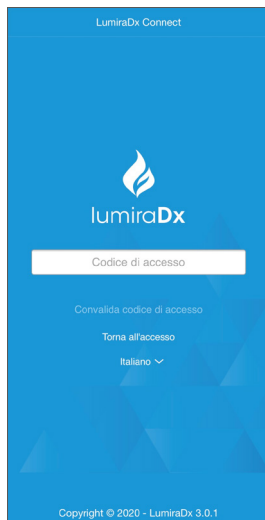 LumiraDx Connect
lumiraDx
Codice di accesso
Convalida codice di accesso
Torna all'accesso
Italiano
Copyright © 2020 - LumiraDx 3.0.1